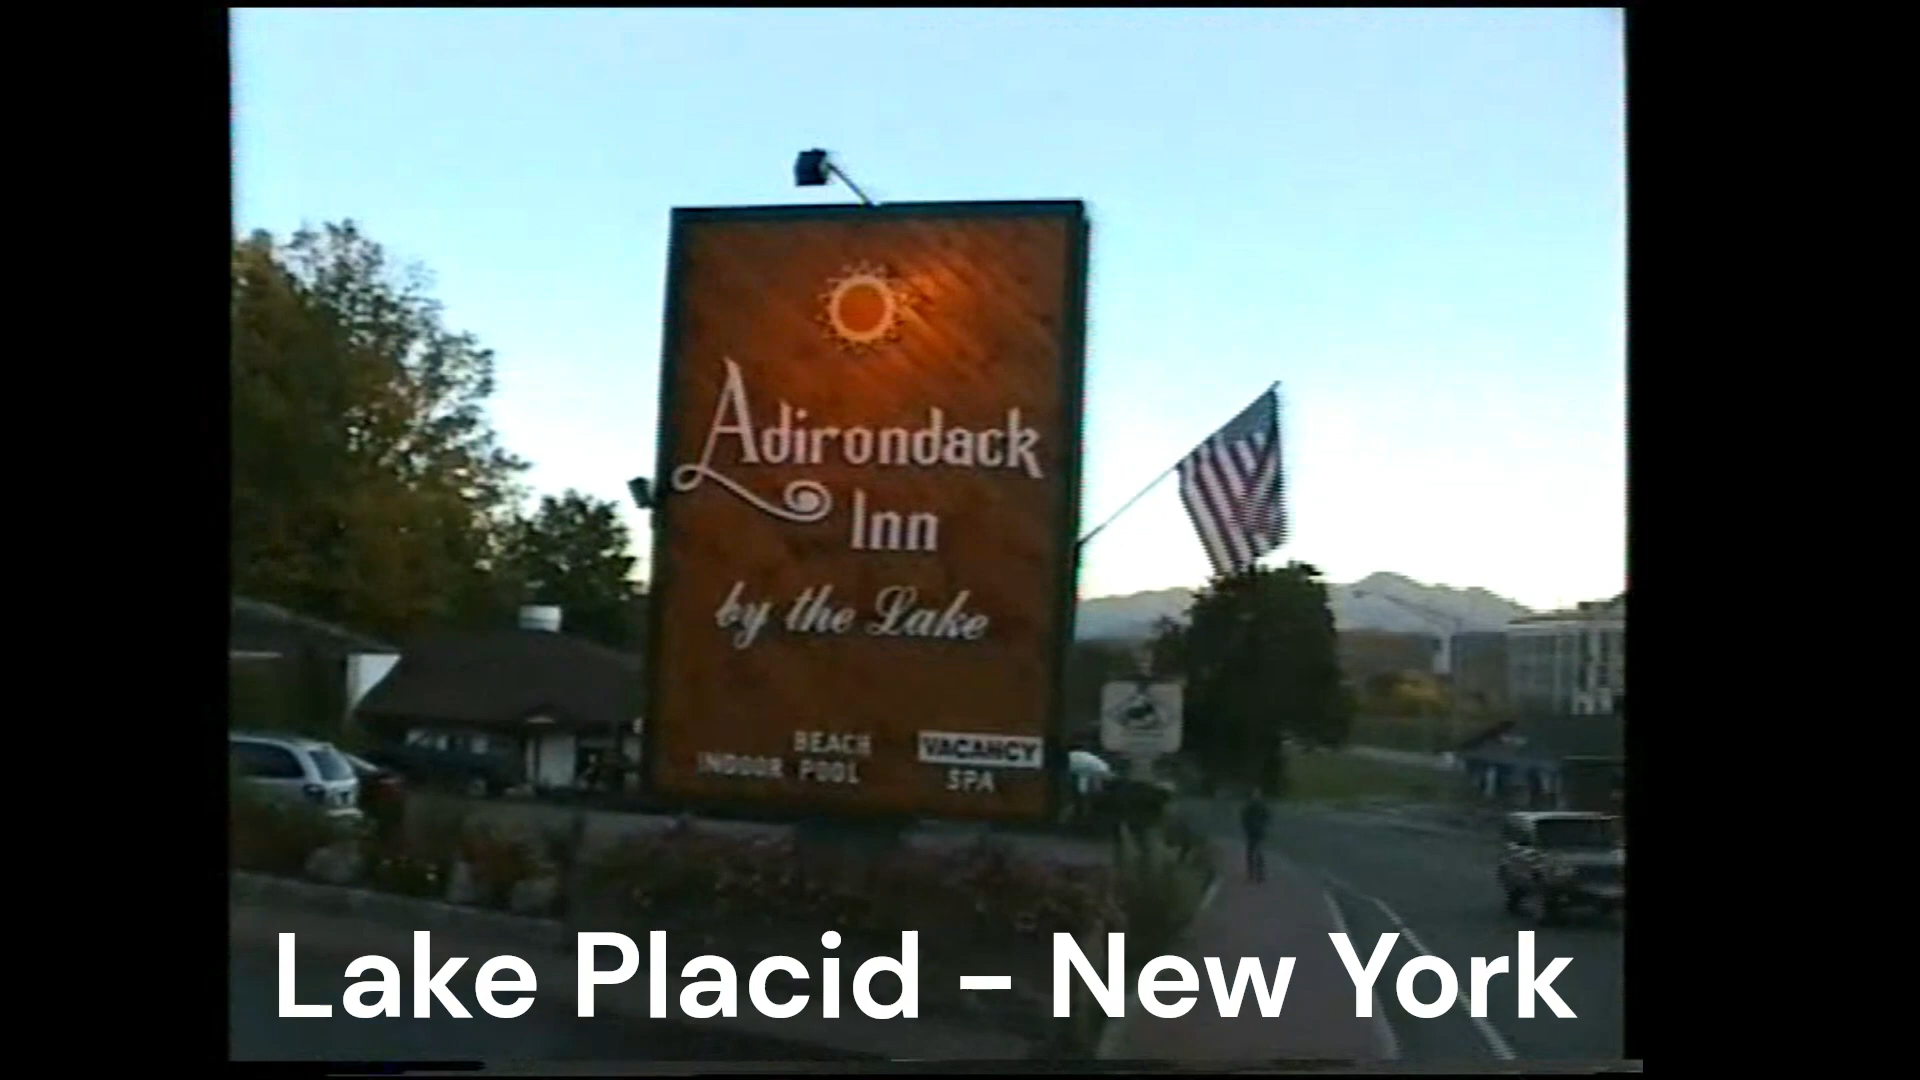 Adirondack
Inn
by the Lake
BEACH
VACANCY
INDOOR POOL
SPA
Lake Placid - New York